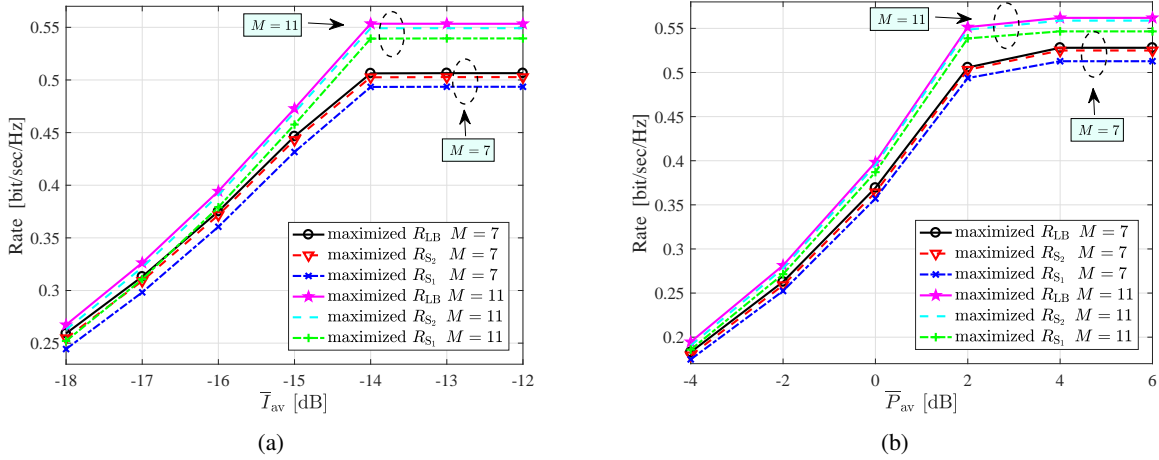 0.55
0.5
0.45
0.4
0.35
0.3
0.25
Rate [bit/sec/Hz]
M = 11
M = 7
maximized R_LB M = 7
maximized R_S₂ M = 7
maximized R_S₁ M = 7
maximized R_LB M = 11
maximized R_S₂ M = 11
maximized R_S₁ M = 11
-18 -17 -16 -15 -14 -13 -12
I̅_av [dB]
(a)
0.55
0.5
0.45
0.4
0.35
0.3
0.25
0.2
Rate [bit/sec/Hz]
M = 11
M = 7
maximized R_LB M = 7
maximized R_S₂ M = 7
maximized R_S₁ M = 7
maximized R_LB M = 11
maximized R_S₂ M = 11
maximized R_S₁ M = 11
-4 -2 0 2 4 6
P̅_av [dB]
(b)